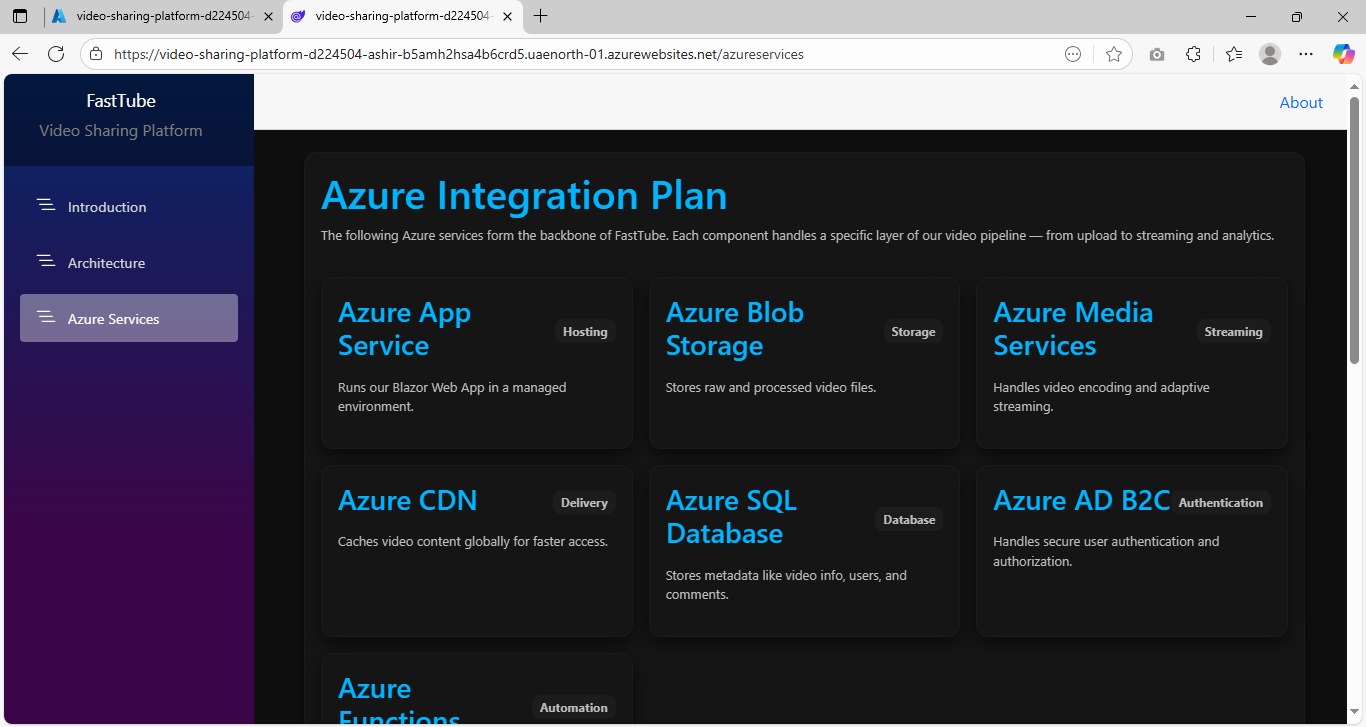 video-sharing-platform-d224504-
video-sharing-platform-d224504-
https://video-sharing-platform-d224504-ashir-b5amh2hsa4b6crd5.uaenorth-01.azurewebsites.net/azureservices
FastTube
Video Sharing Platform
About
Introduction
Architecture
Azure Services
Azure Integration Plan
The following Azure services form the backbone of FastTube. Each component handles a specific layer of our video pipeline — from upload to streaming and analytics.
Azure App
Service
Hosting
Runs our Blazor Web App in a managed
environment.
Azure Blob
Storage
Storage
Stores raw and processed video files.
Azure Media
Services
Streaming
Handles video encoding and adaptive
streaming.
Azure CDN
Delivery
Caches video content globally for faster access.
Azure SQL
Database
Database
Stores metadata like video info, users, and
comments.
Azure AD B2C
Authentication
Handles secure user authentication and
authorization.
Azure
Functions
Automation